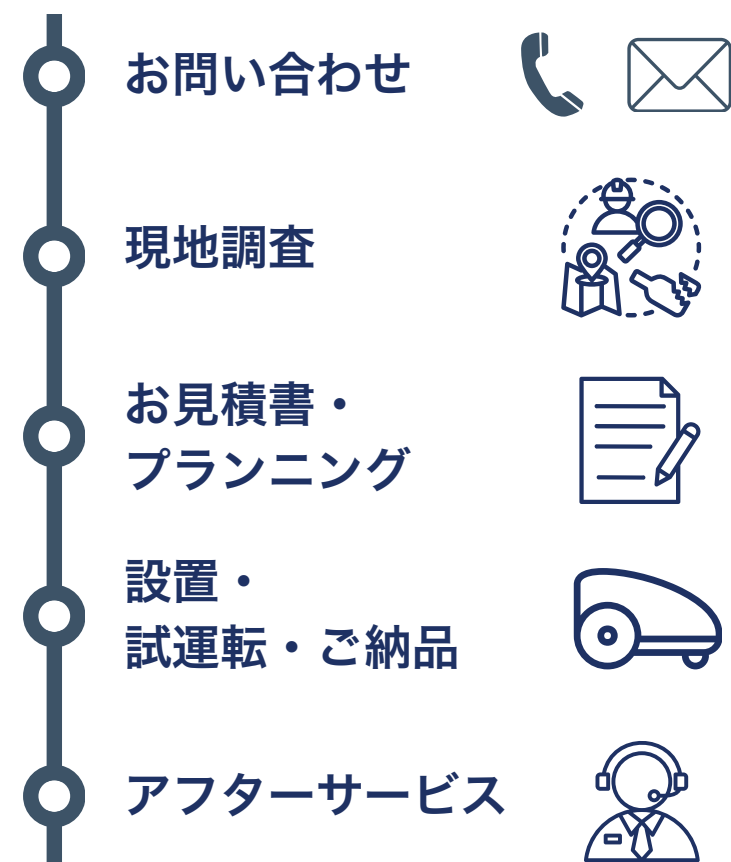 お問い合わせ
現地調査
お見積書・
プランニング
設置・
試運転・ご納品
アフターサービス